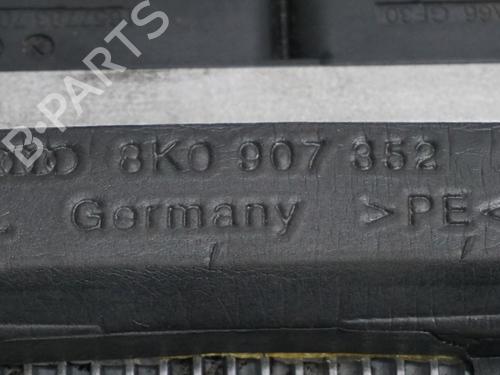 B-PARTS
8K0 907 352
Germany >PE<